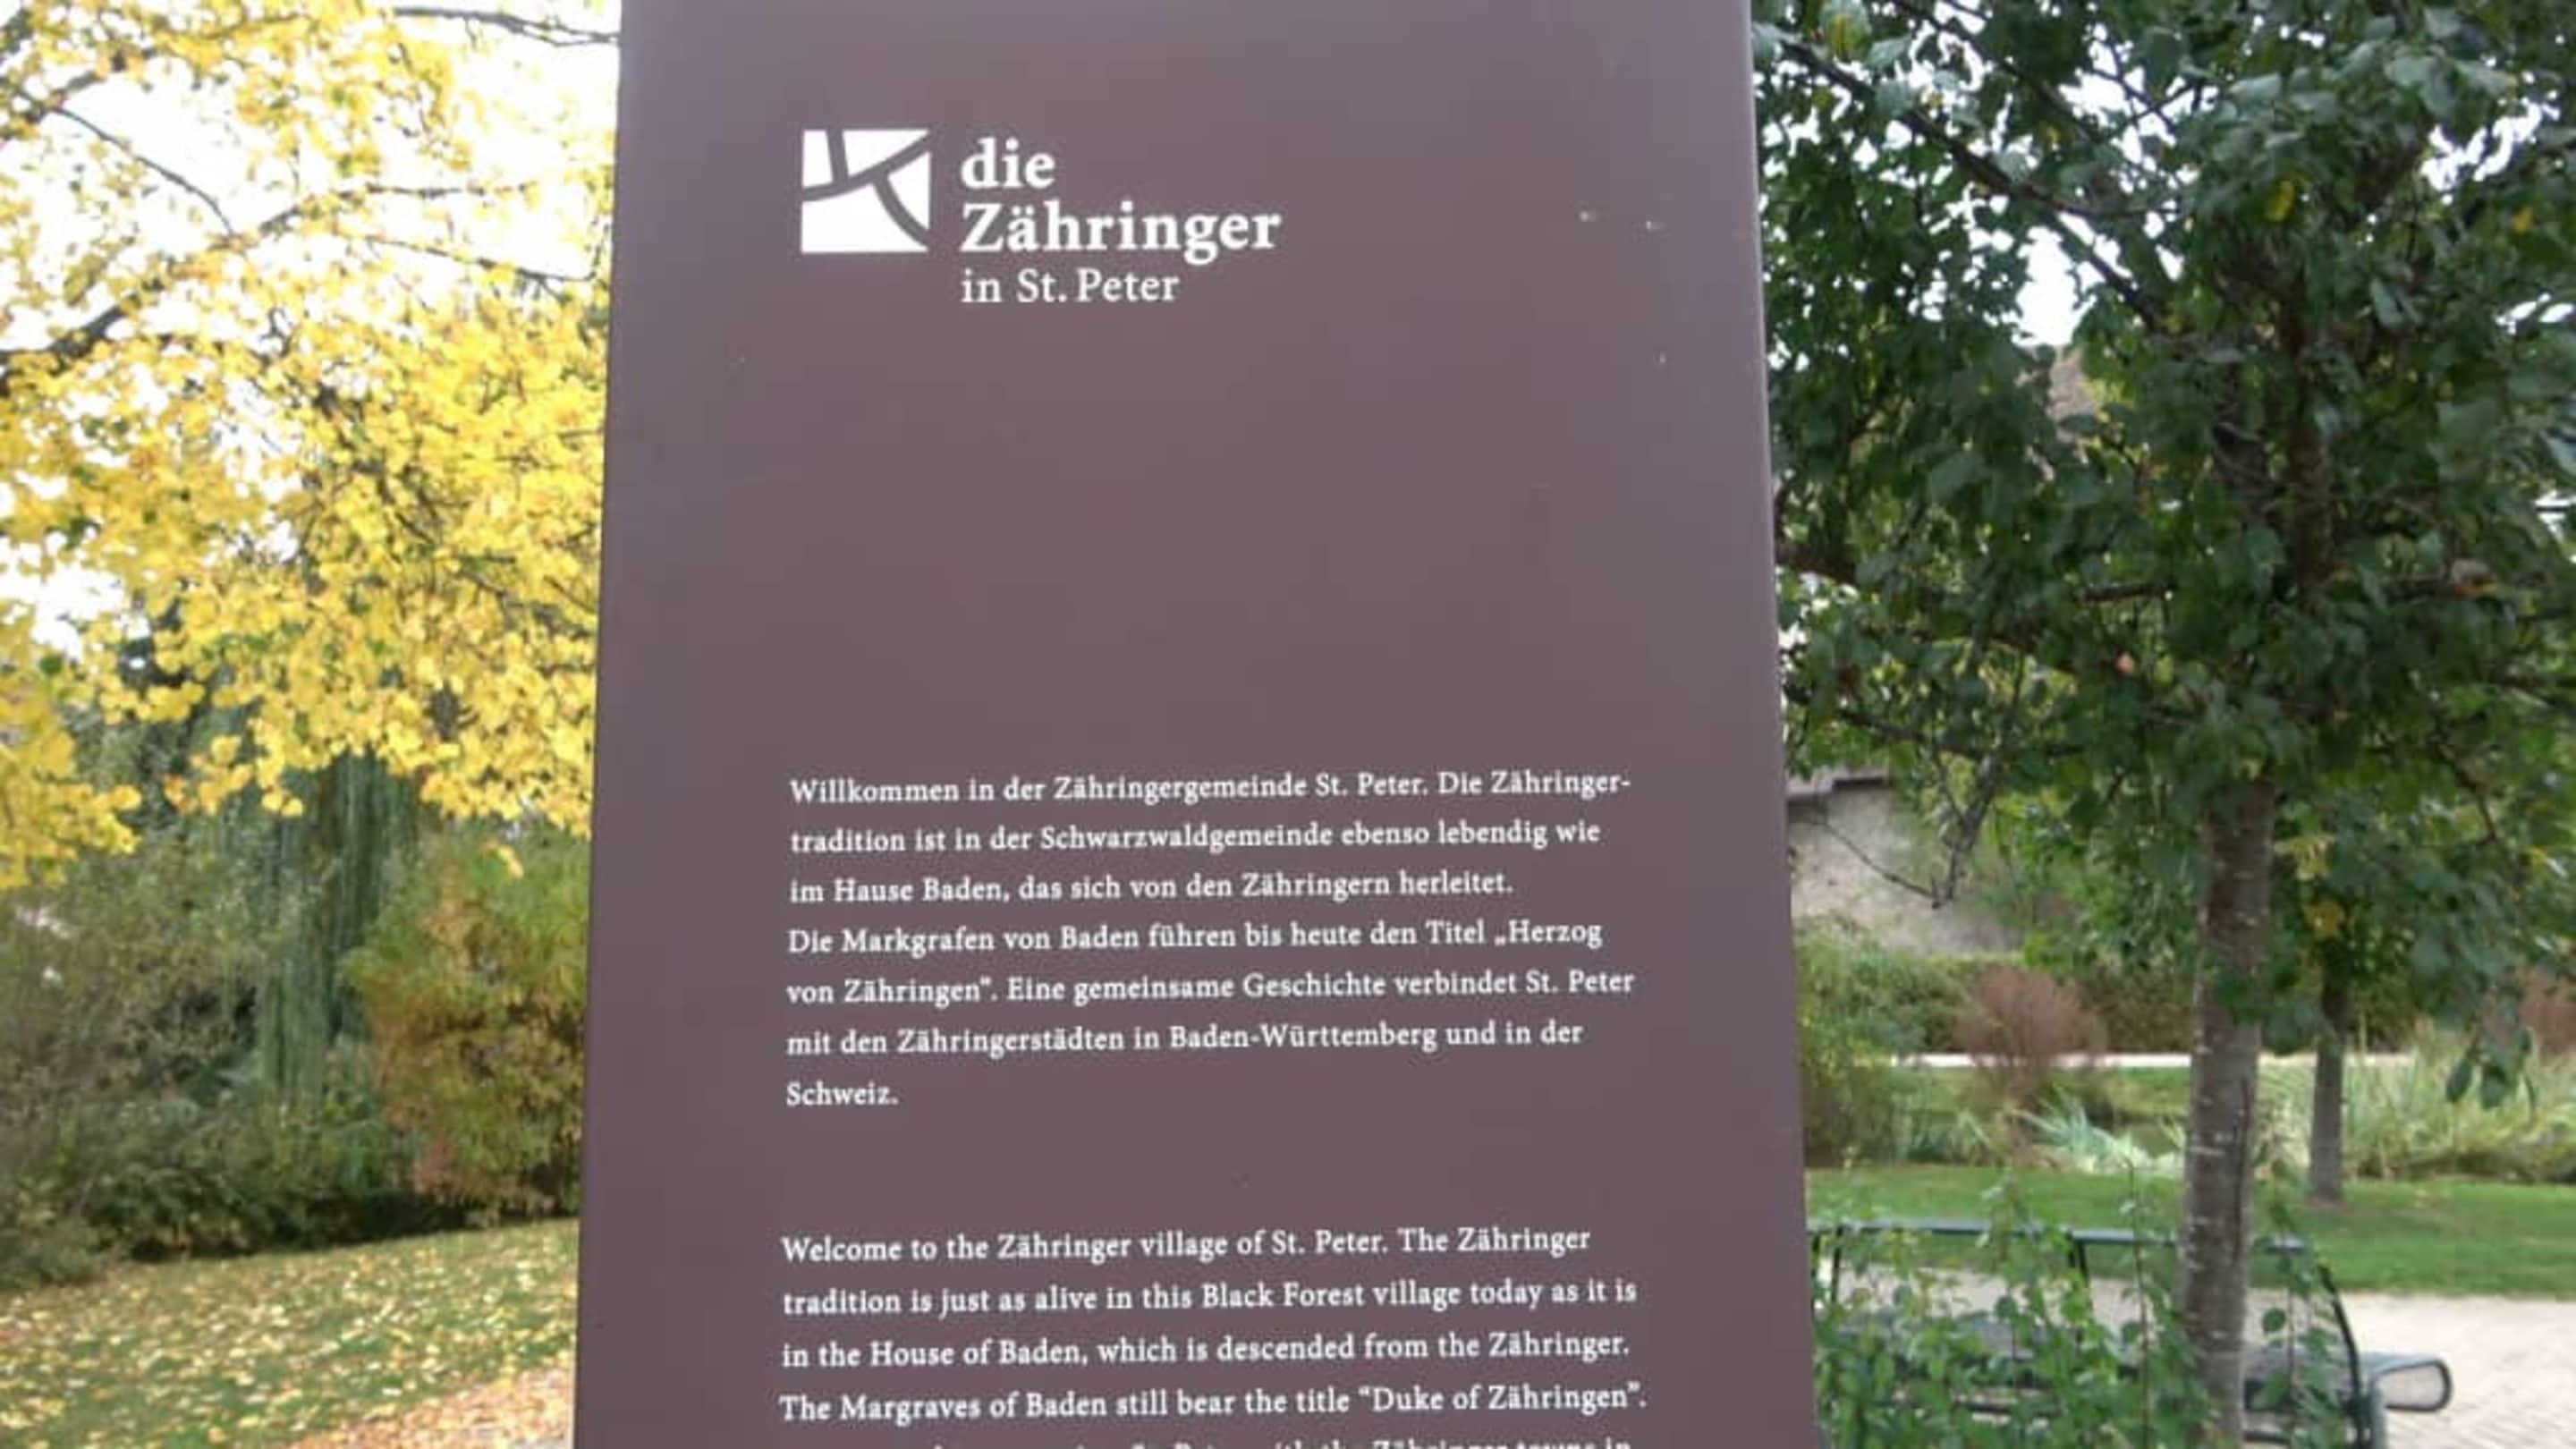 die
Zähringer
in St. Peter
Willkommen in der Zähringergemeinde St. Peter. Die Zähringer-
tradition ist in der Schwarzwaldgemeinde ebenso lebendig wie
im Hause Baden, das sich von den Zähringern herleitet.
Die Markgrafen von Baden führen bis heute den Titel „Herzog
von Zähringen”. Eine gemeinsame Geschichte verbindet St. Peter
mit den Zähringerstädten in Baden-Württemberg und in der
Schweiz.
Welcome to the Zähringer village of St. Peter. The Zähringer
tradition is just as alive in this Black Forest village today as it is
in the House of Baden, which is descended from the Zähringer.
The Margraves of Baden still bear the title “Duke of Zähringen”.